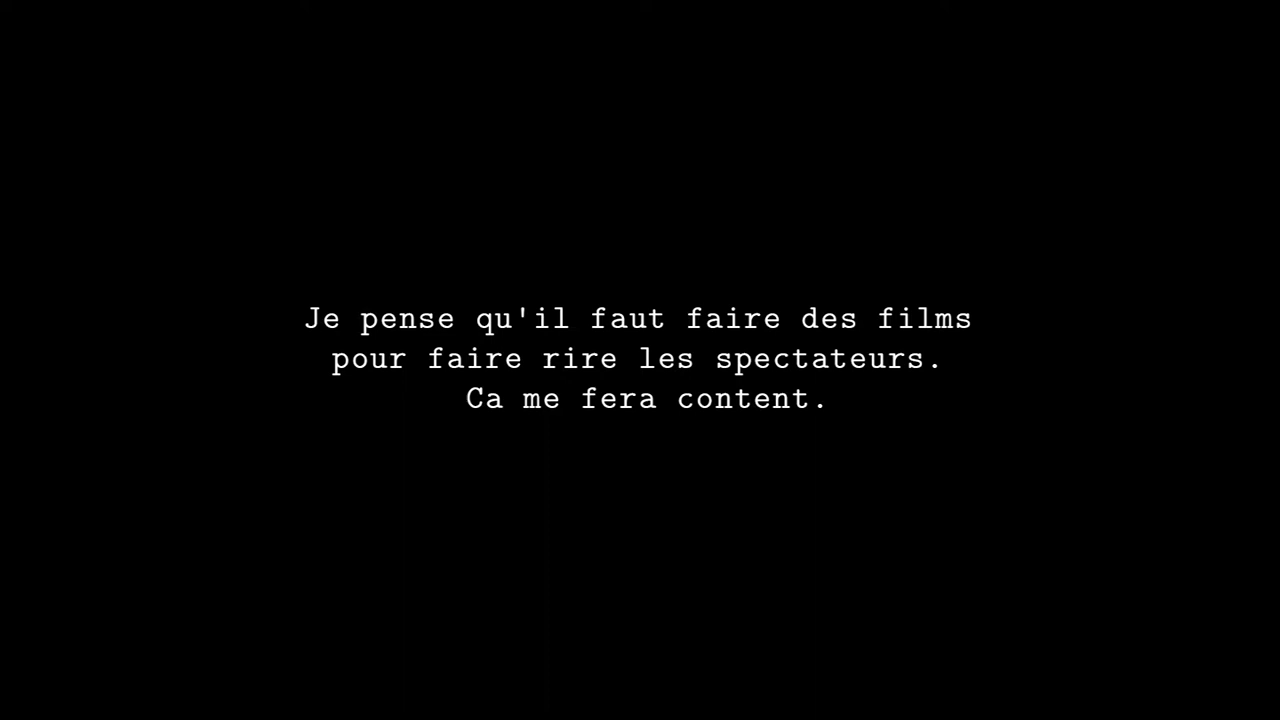 Je pense qu'il faut faire des films
pour faire rire les spectateurs.
Ca me fera content.